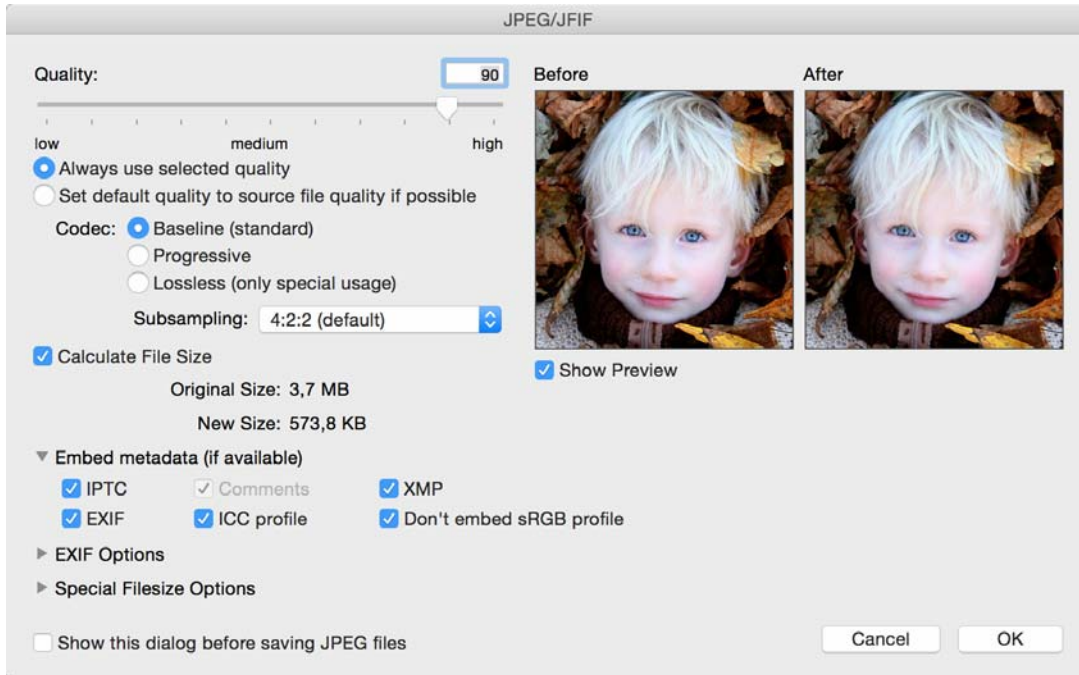 JPEG/JFIF
Quality:
90
low medium high
Always use selected quality
Set default quality to source file quality if possible
Codec: Baseline (standard)
Progressive
Lossless (only special usage)
Subsampling: 4:2:2 (default)
Calculate File Size
Original Size: 3,7 MB
New Size: 573,8 KB
Embed metadata (if available)
IPTC Comments XMP
EXIF ICC profile Don't embed sRGB profile
EXIF Options
Special Filesize Options
Show this dialog before saving JPEG files
Before After
Show Preview
Cancel OK